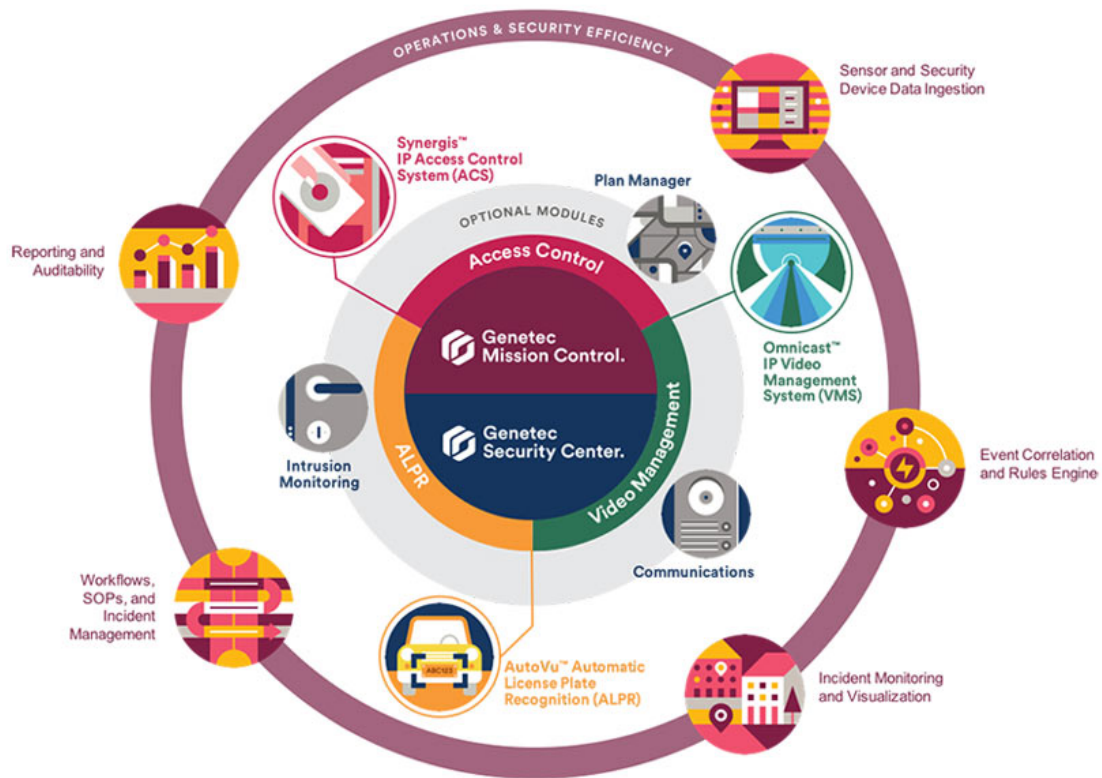 OPERATIONS & SECURITY EFFICIENCY
Sensor and Security
Device Data Ingestion
Synergis™
IP Access Control
System (ACS)
Plan Manager
OPTIONAL MODULES
Access Control
Reporting and
Auditability
Genetec
Mission Control.
Omnicast™
IP Video
Management
System (VMS)
Genetec
Security Center.
ALPR
Video Management
Intrusion
Monitoring
Event Correlation
and Rules Engine
Communications
Workflows,
SOPs, and
Incident
Management
ABC123
AutoVu™ Automatic
License Plate
Recognition (ALPR)
Incident Monitoring
and Visualization